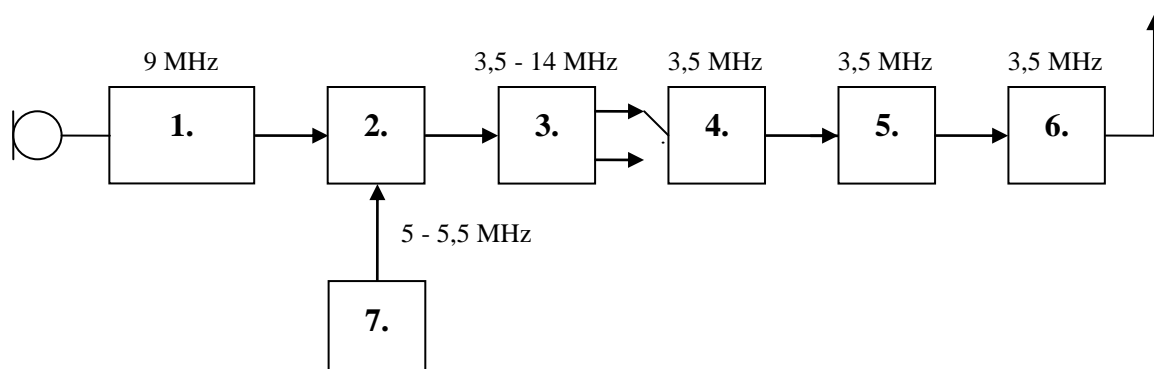 9 MHz
3,5 - 14 MHz
3,5 MHz
3,5 MHz
3,5 MHz
1.
2.
3.
4.
5.
6.
5 - 5,5 MHz
7.